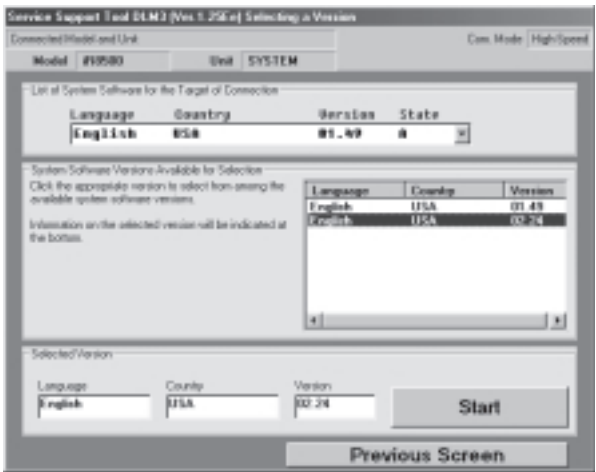 Service Support Tool DLM3 (Ver.1.25Ee) Selecting a Version
Connected Model and Unit
Com. Mode High Speed
Model iR8500 Unit SYSTEM
List of System Software for the Target of Connection
Language Country Version State
English USA 01.49 A
System Software Versions Available for Selection
Click the appropriate version to select from among the
available system software versions.
Information on the selected version will be indicated at
the bottom.
Language Country Version
English USA 01.49
English USA 02-24
Selected Version
Language County Version
English USA 02.24
Start
Previous Screen